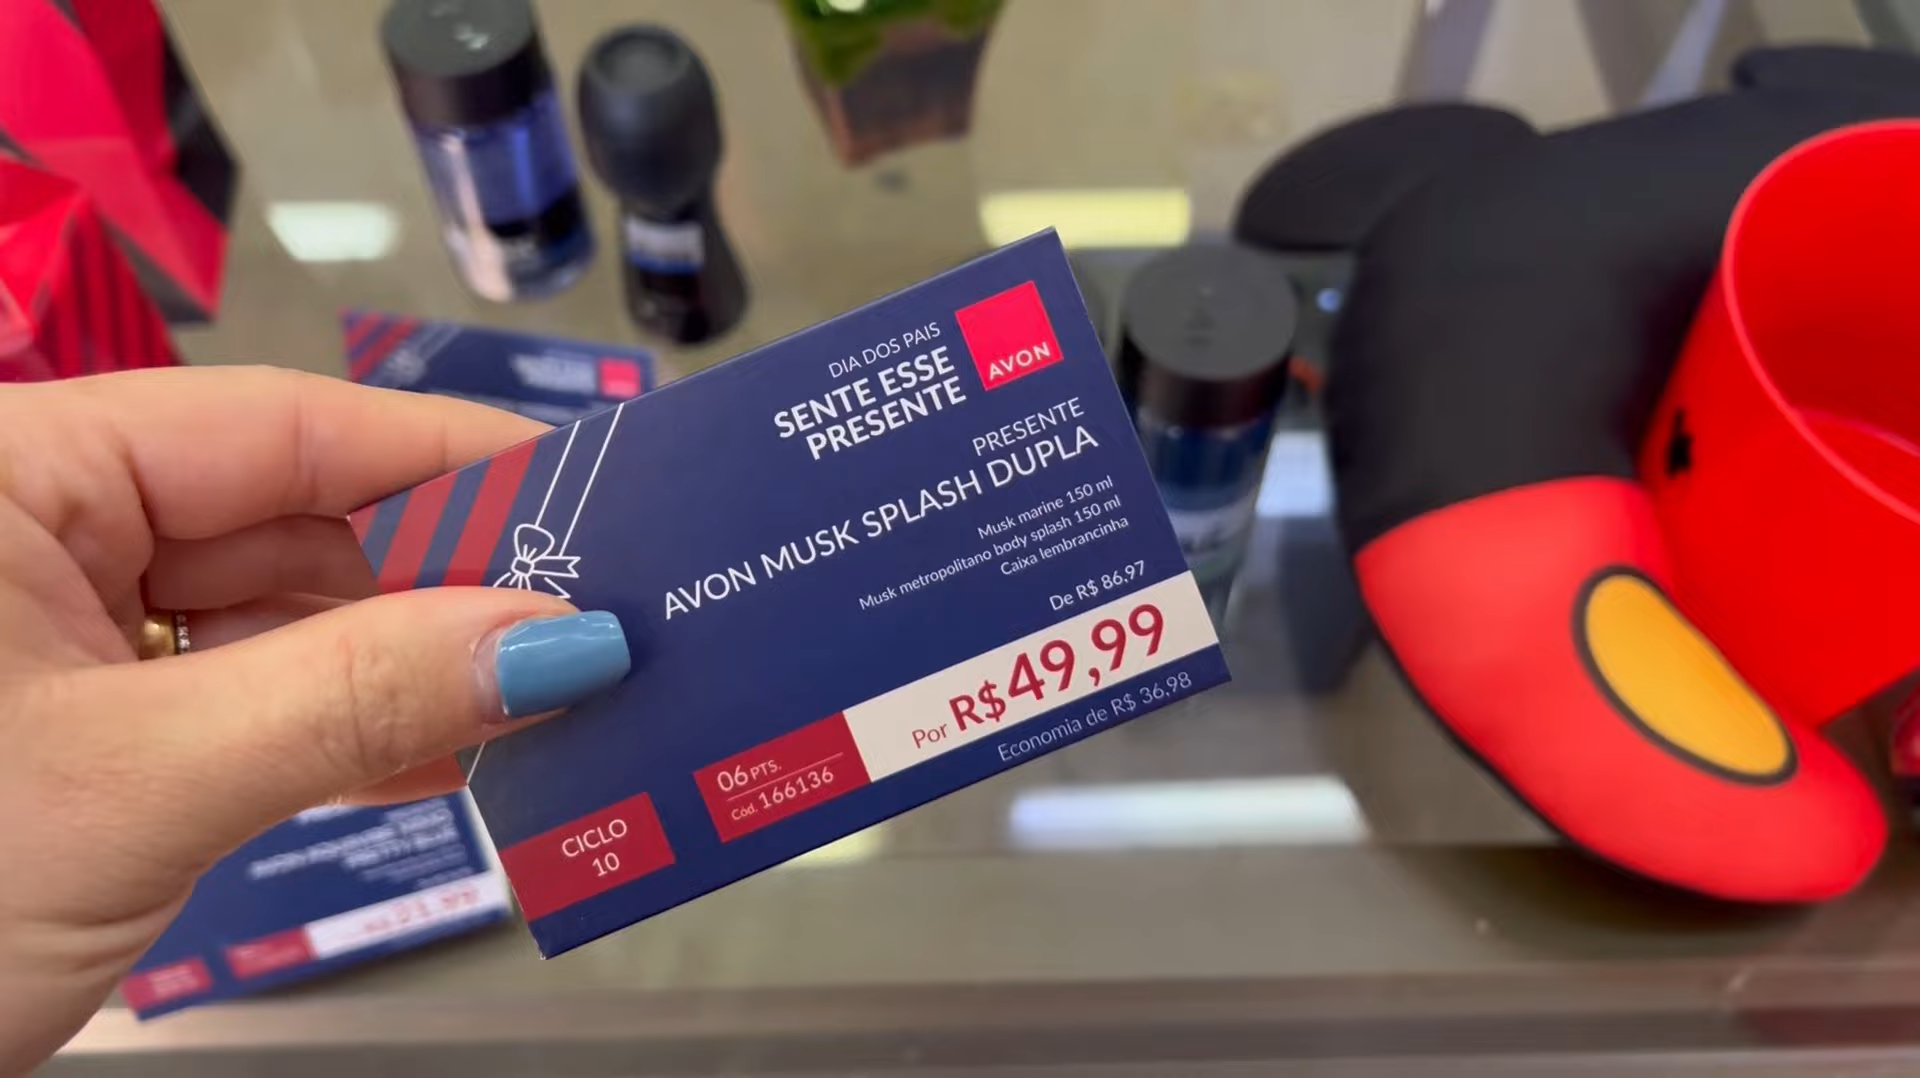 DIA DOS PAIS
SENTE ESSE
PRESENTE
AVON
PRESENTE
AVON MUSK SPLASH DUPLA
Musk marine 150 ml
Musk metropolitano body splash 150 ml
Caixa lembrancinha
De R$ 86,97
Por R$49,99
Economia de R$ 36,98
06 PTS.
Cód. 166136
CICLO
10